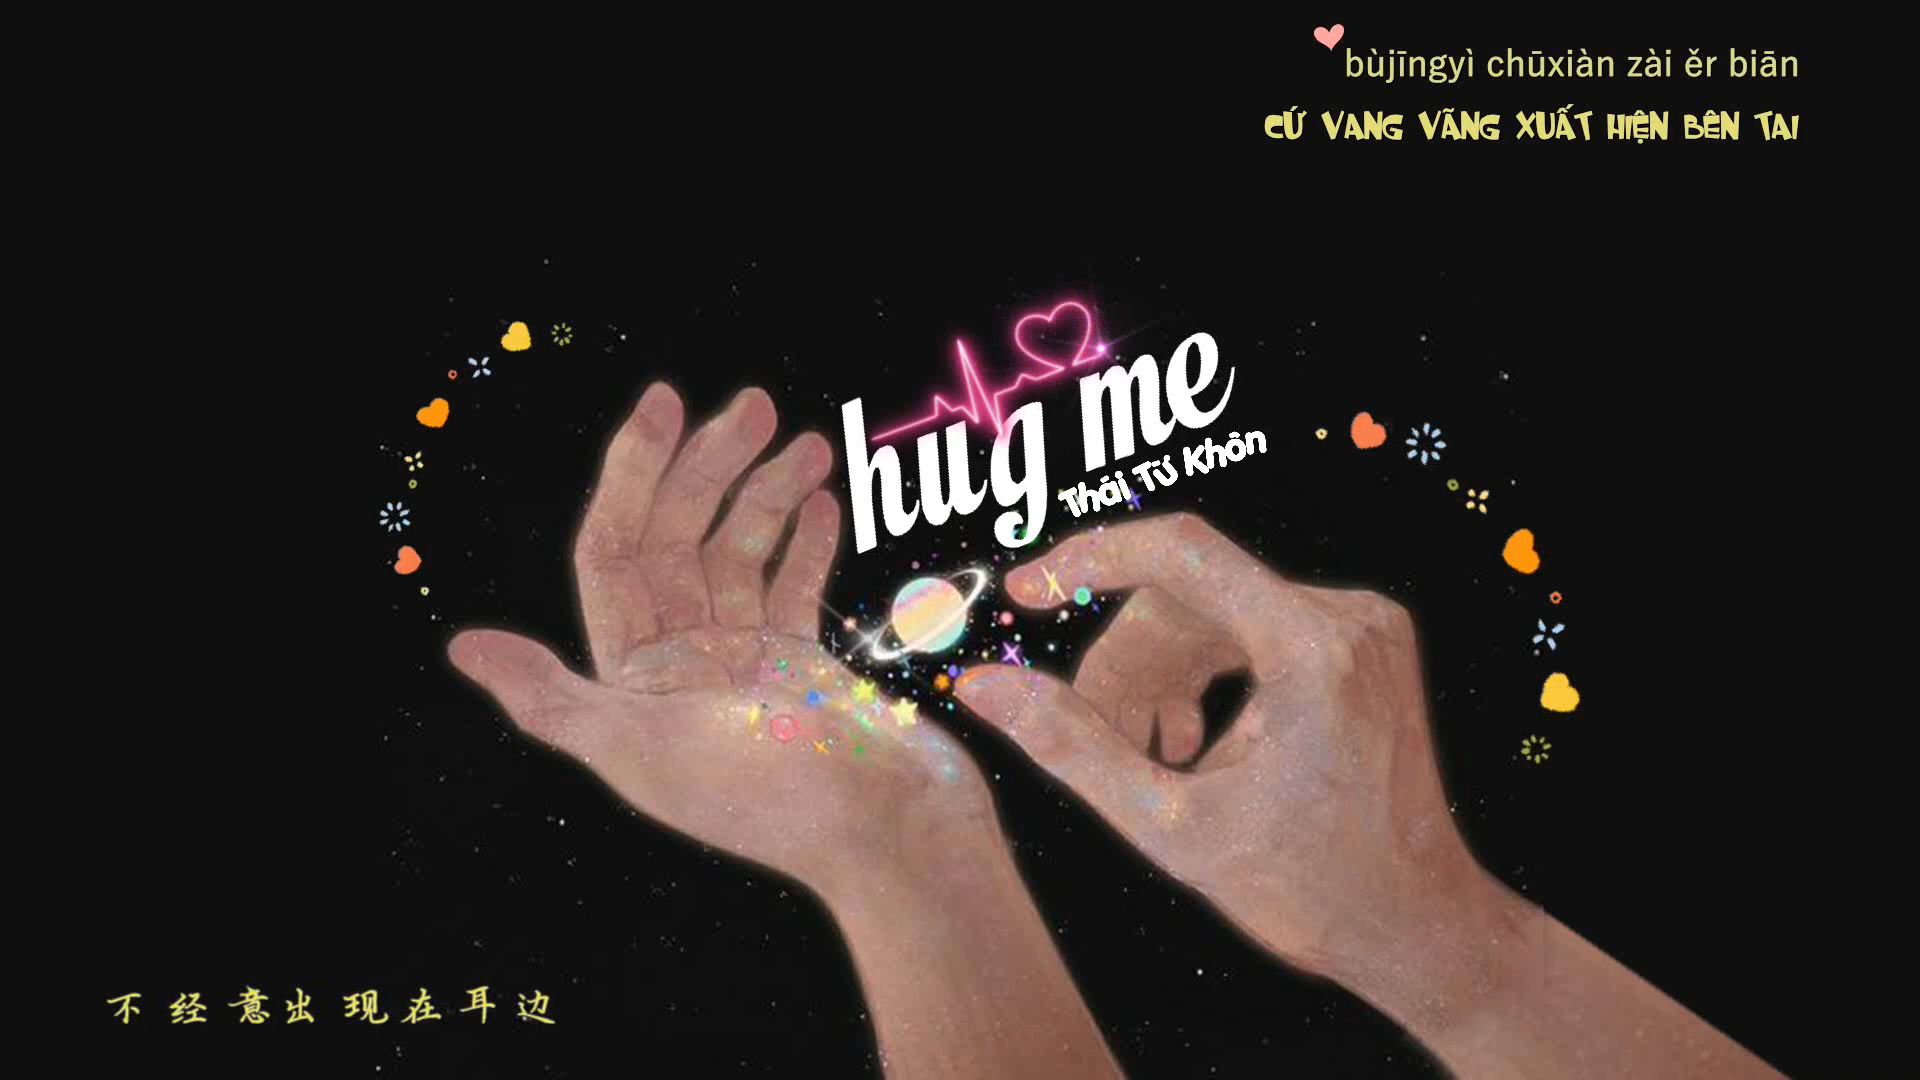 bùjīngyì chūxiàn zài ěr biān
CỨ VANG VÃNG XUẤT HIỆN BÊN TAI
hug me
Thái Từ Khôn
不经意出现在耳边